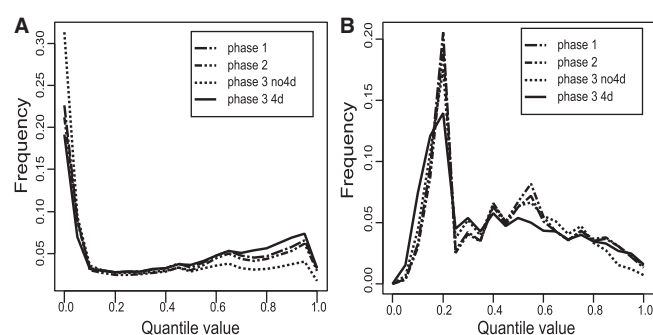 A
Frequency
0.30
0.25
0.20
0.15
0.10
0.05
phase 1
phase 2
phase 3 no4d
phase 3 4d
0.0 0.2 0.4 0.6 0.8 1.0
Quantile value
B
Frequency
0.20
0.15
0.10
0.05
0.00
phase 1
phase 2
phase 3 no4d
phase 3 4d
0.0 0.2 0.4 0.6 0.8 1.0
Quantile value